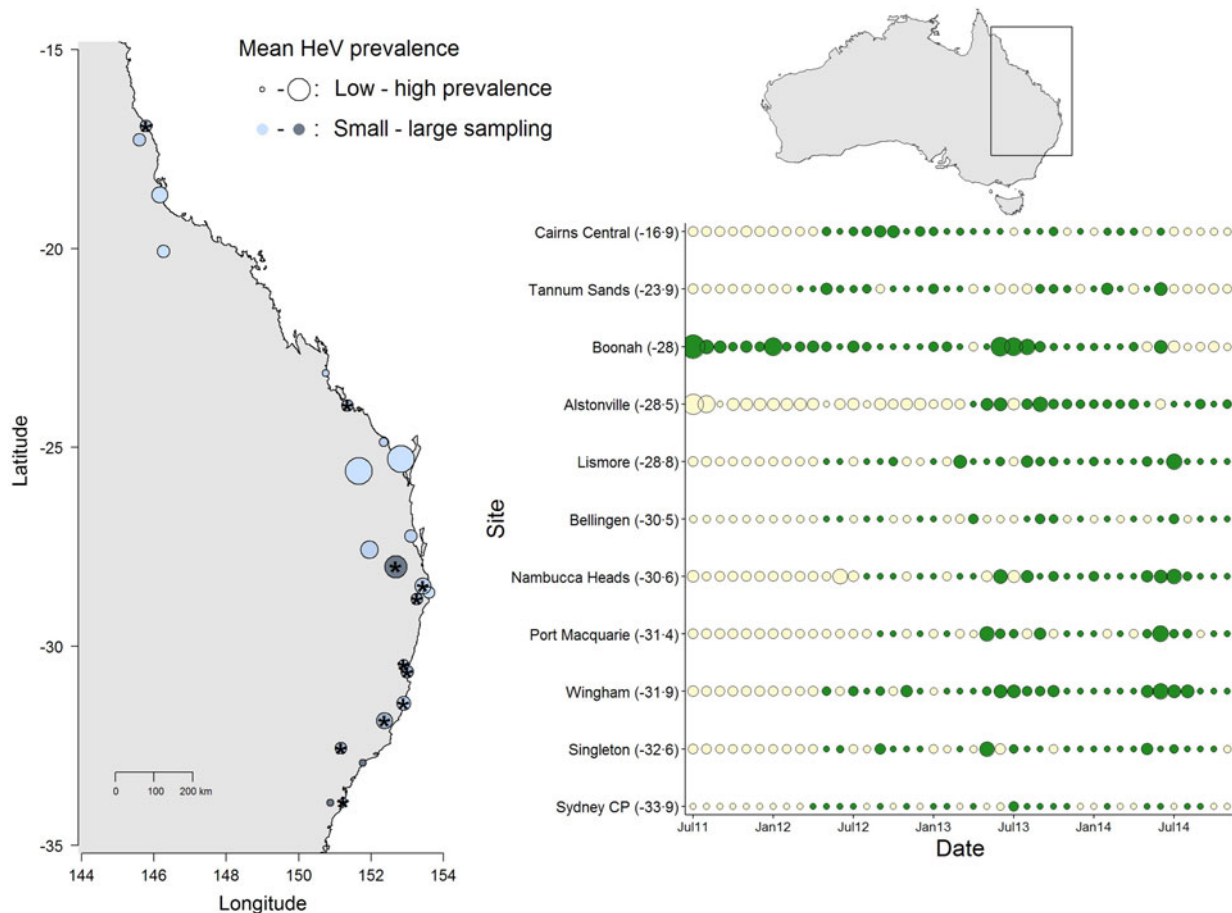 Mean HeV prevalence
- : Low - high prevalence
- : Small - large sampling
-15
-20
-25
-30
-35
Latitude
0 100 200 km
144 146 148 150 152 154
Longitude
Site
Cairns Central (-16·9)
Tannum Sands (-23·9)
Boonah (-28)
Alstonville (-28·5)
Lismore (-28·8)
Bellingen (-30·5)
Nambucca Heads (-30·6)
Port Macquarie (-31·4)
Wingham (-31·9)
Singleton (-32·6)
Sydney CP (-33·9)
Jul11 Jan12 Jul12 Jan13 Jul13 Jan14 Jul14
Date